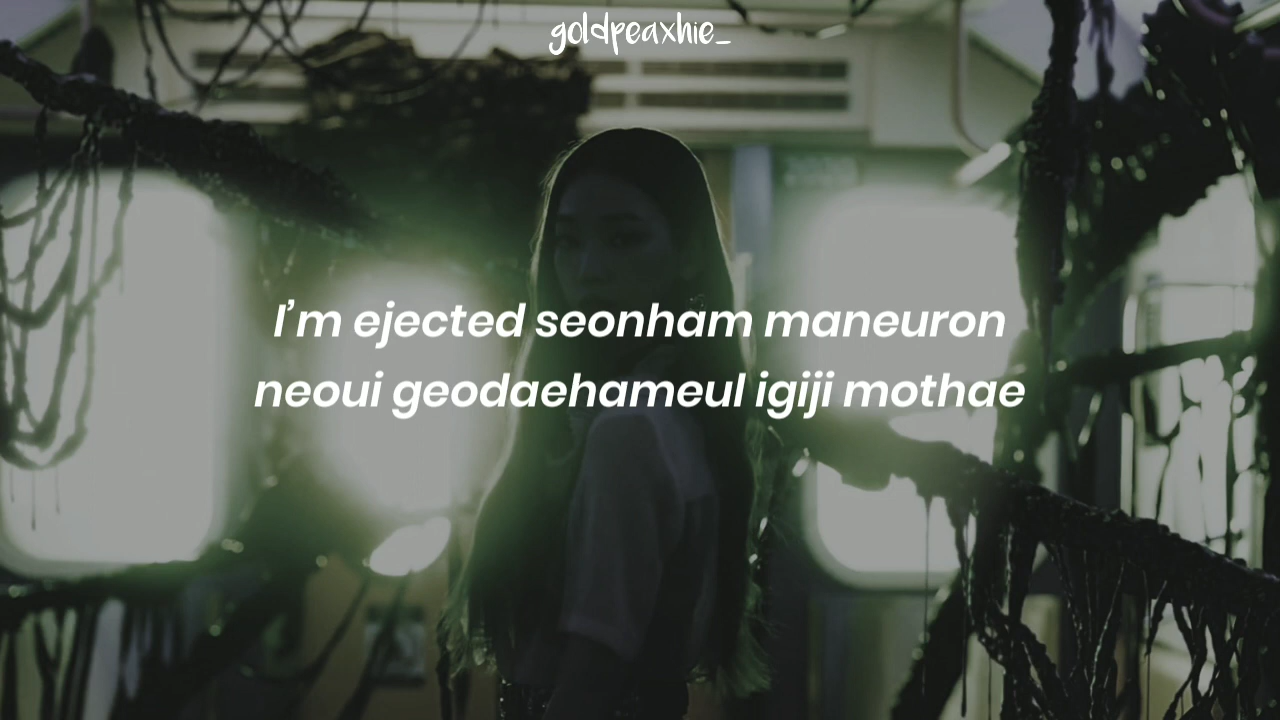 goldpeaxhie_
I’m ejected seonham maneuron
neoui geodaehameul igiji mothae